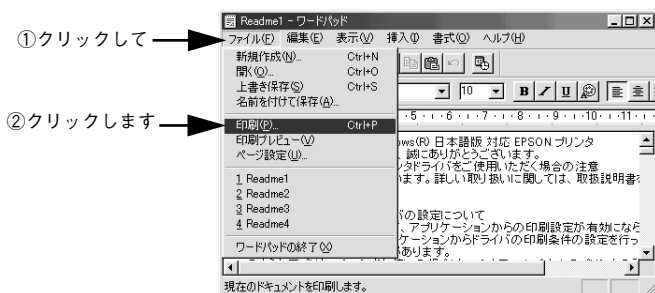 Readme1 - ワードパッド
①クリックして
ファイル(F) 編集(E) 表示(V) 挿入(I) 書式(O) ヘルプ(H)
新規作成(N)... Ctrl+N
開く(O)... Ctrl+O
上書き保存(S) Ctrl+S
名前を付けて保存(A)...
10 B / U
②クリックします
印刷(P)... Ctrl+P
印刷プレビュー(V)
ページ設定(U)...
1 Readme1
2 Readme2
3 Readme3
4 Readme4
ワードパッドの終了(X)
· 5 · 6 · 7 · 8 · 9 · 10 · 11
ws(R) 日本語版 対応 EPSON プリンタ
、誠にありがとうございます。
タドライバをご使用いただく場合の注意
います。詳しい取り扱いに関しては、取扱説明書
の設定について
、アプリケーションからの印刷設定が有効になら
ケーションからドライバの印刷条件の設定を行っ
あります。
現在のドキュメントを印刷します。